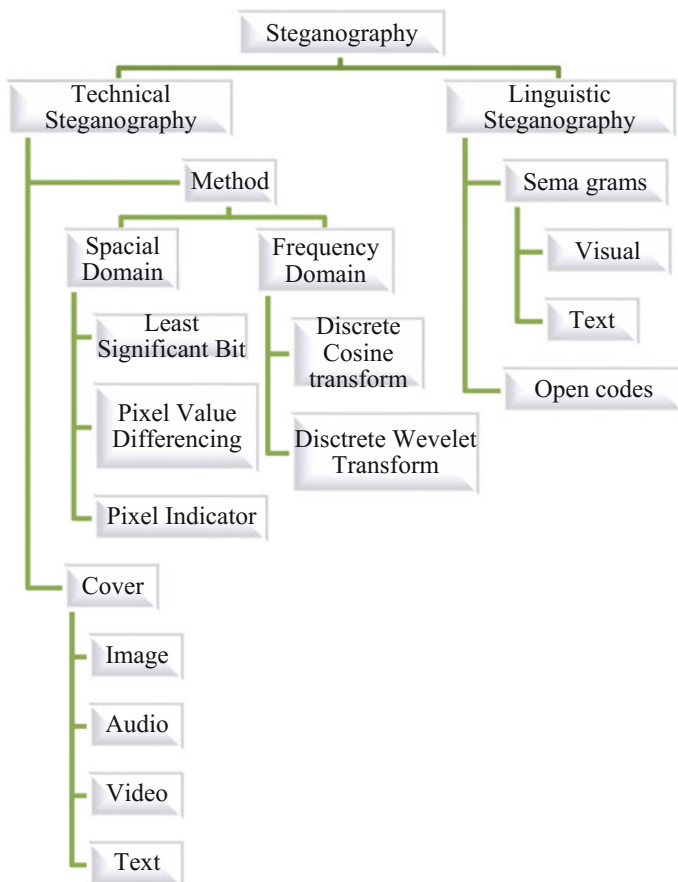 Steganography
Technical
Steganography
Linguistic
Steganography
Method
Sema grams
Spacial
Domain
Frequency
Domain
Visual
Least
Significant Bit
Discrete
Cosine
transform
Text
Open codes
Pixel Value
Differencing
Disctrete Wevelet
Transform
Pixel Indicator
Cover
Image
Audio
Video
Text